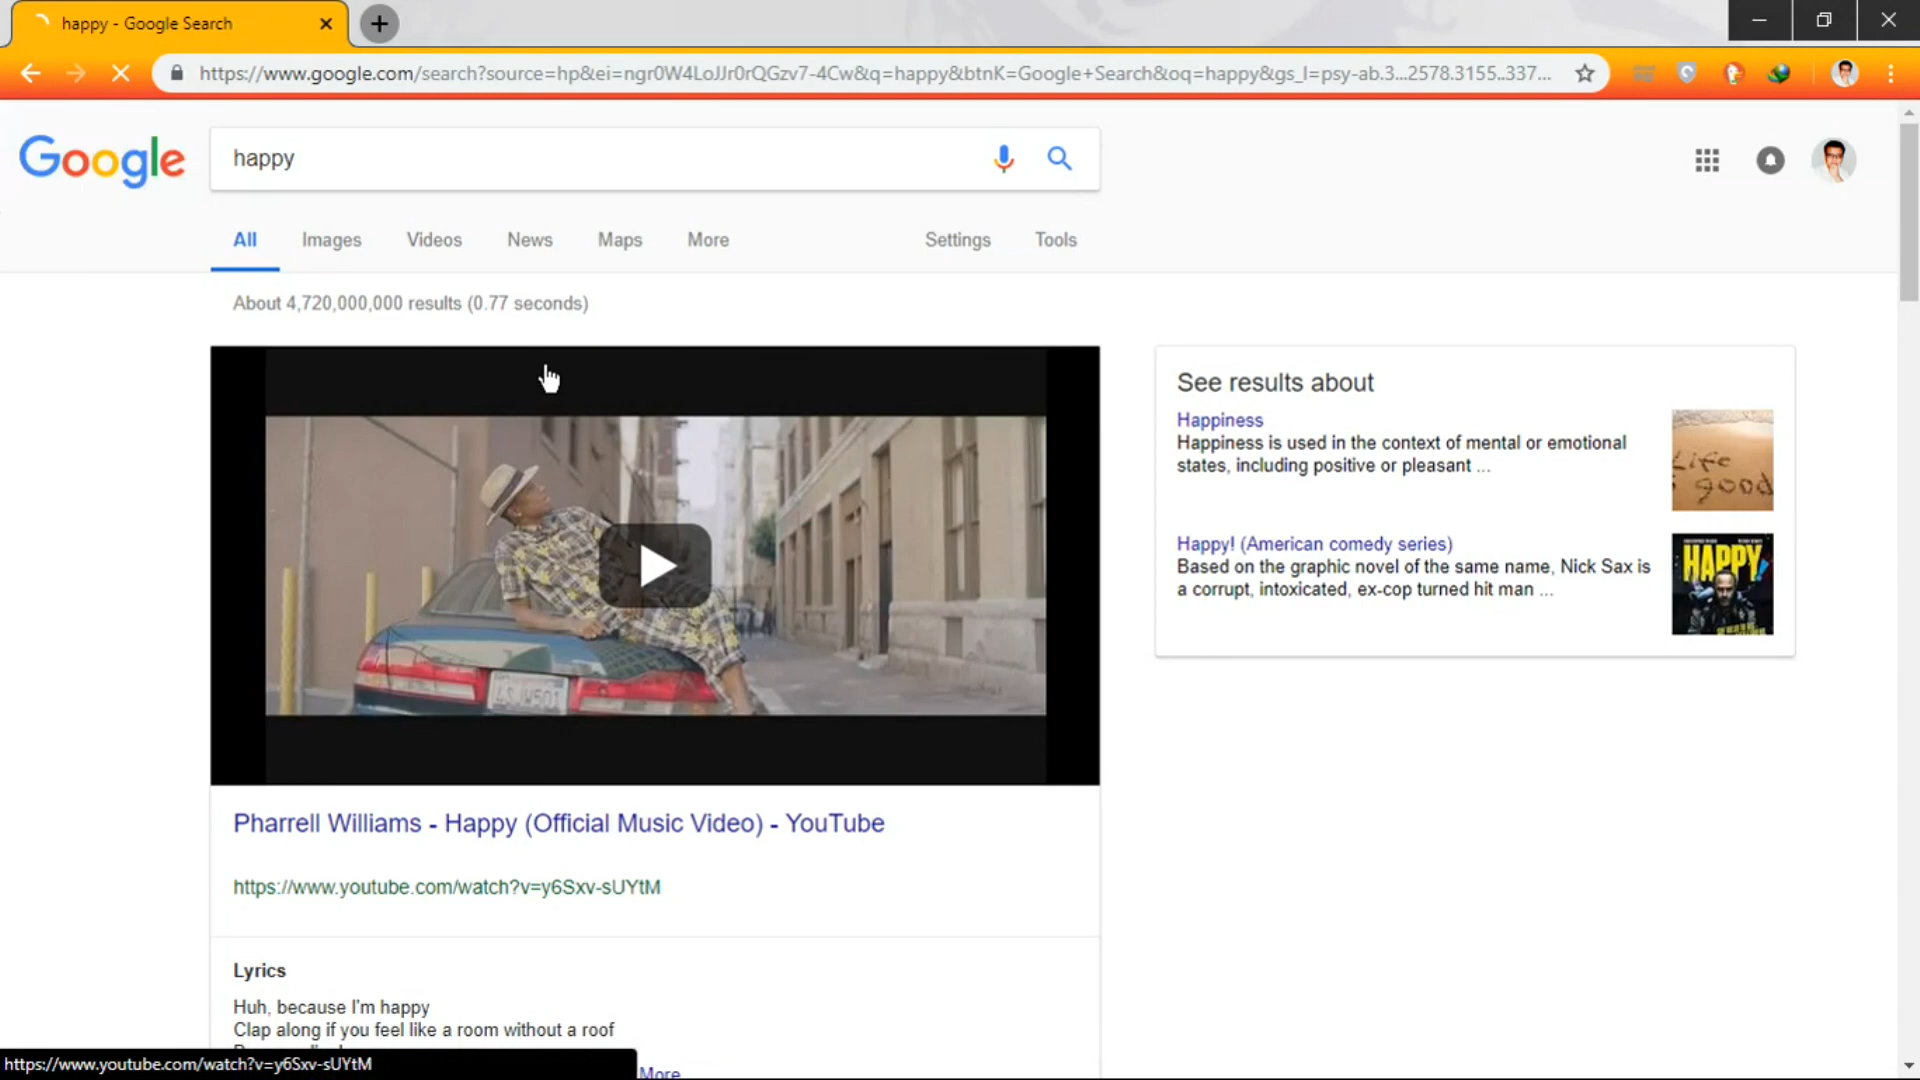 happy - Google Search
https://www.google.com/search?source=hp&ei=ngr0W4LoJJr0rQGzv7-4Cw&q=happy&btnK=Google+Search&oq=happy&gs_l=psy-ab.3...2578.3155..337...
Google
happy
All Images Videos News Maps More Settings Tools
About 4,720,000,000 results (0.77 seconds)
See results about
Happiness
Happiness is used in the context of mental or emotional
states, including positive or pleasant ...
Life
good
Happy! (American comedy series)
Based on the graphic novel of the same name, Nick Sax is
a corrupt, intoxicated, ex-cop turned hit man ...
HAPPY!
Pharrell Williams - Happy (Official Music Video) - YouTube
https://www.youtube.com/watch?v=y6Sxv-sUYtM
Lyrics
Huh, because I'm happy
Clap along if you feel like a room without a roof
More
https://www.youtube.com/watch?v=y6Sxv-sUYtM